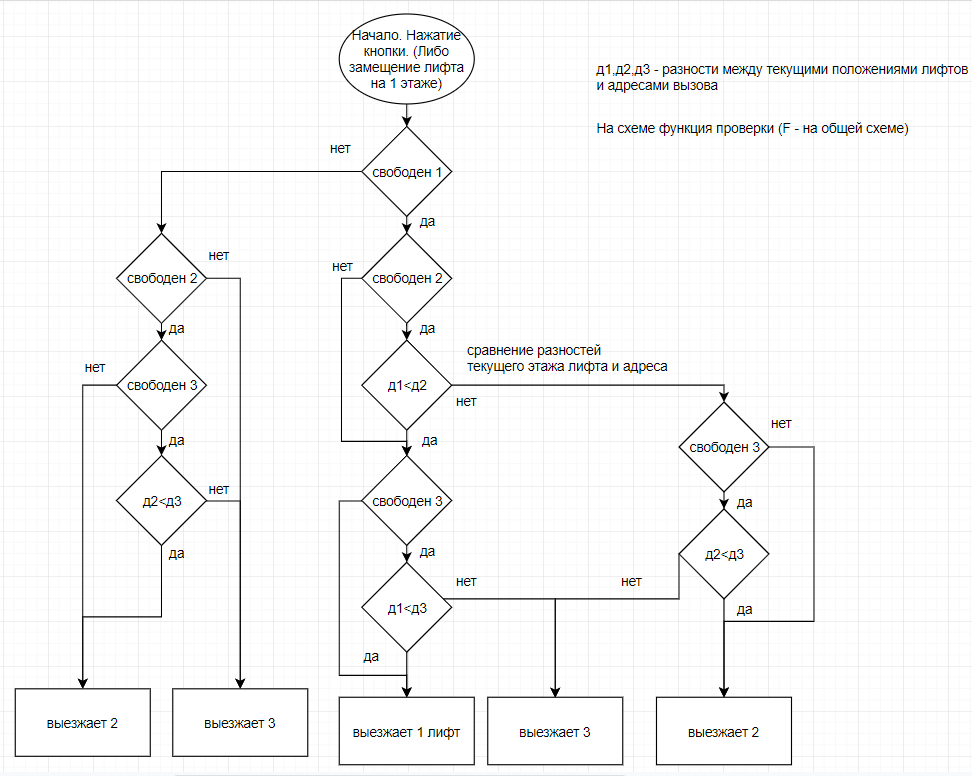 Начало. Нажатие
кнопки. (Либо
замещение лифта
на 1 этаже)
д1,д2,д3 - разности между текущими положениями лифтов
и адресами вызова
На схеме функция проверки (F - на общей схеме)
нет
свободен 1
да
нет
свободен 2
да
нет
свободен 2
да
нет
свободен 3
да
д1<д2
сравнение разностей
текущего этажа лифта и адреса
нет
да
свободен 3
нет
да
нет
д2<д3
да
свободен 3
да
д2<д3
нет
да
нет
д1<д3
да
выезжает 2
выезжает 3
выезжает 1 лифт
выезжает 3
выезжает 2